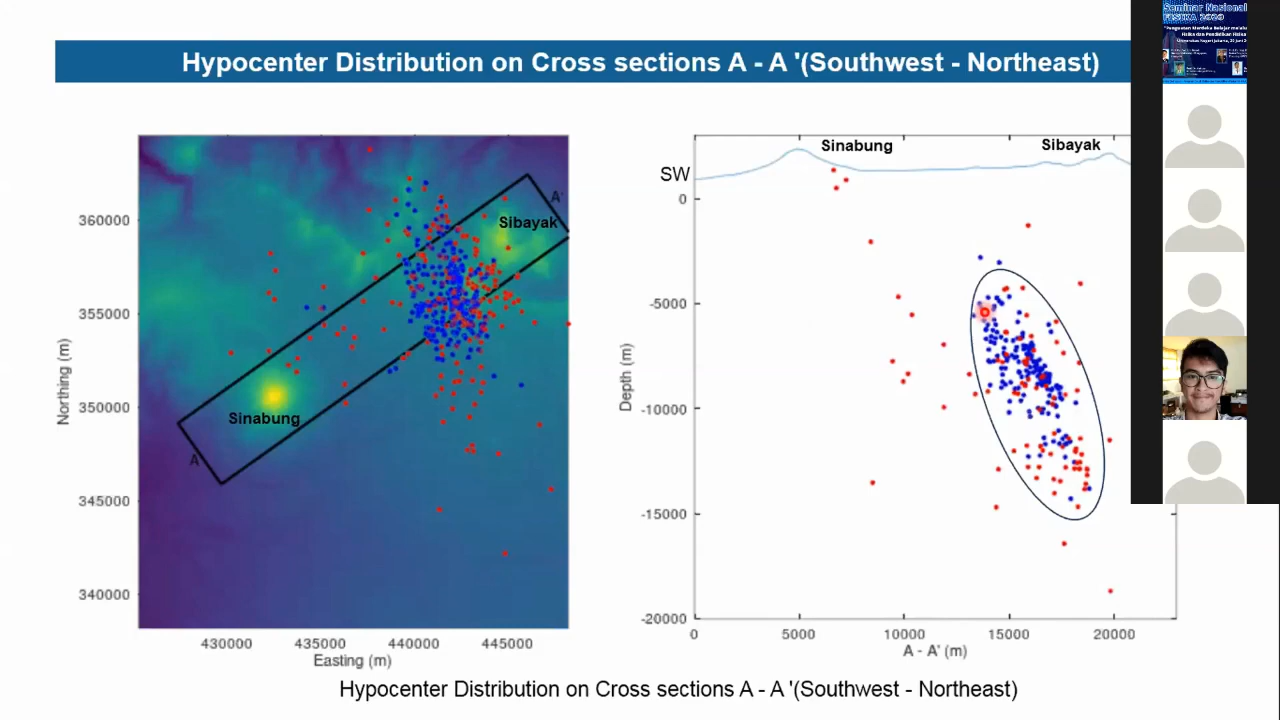 Seminar Nasional
FISIKA 2020
Hypocenter Distribution on Cross sections A - A '(Southwest - Northeast)
360000
355000
350000
345000
340000
Northing (m)
430000
435000
440000
445000
Easting (m)
A'
Sibayak
Sinabung
A
Sinabung
Sibayak
SW
0
-5000
-10000
-15000
-20000
Depth (m)
0
5000
10000
15000
20000
A - A' (m)
Hypocenter Distribution on Cross sections A - A '(Southwest - Northeast)